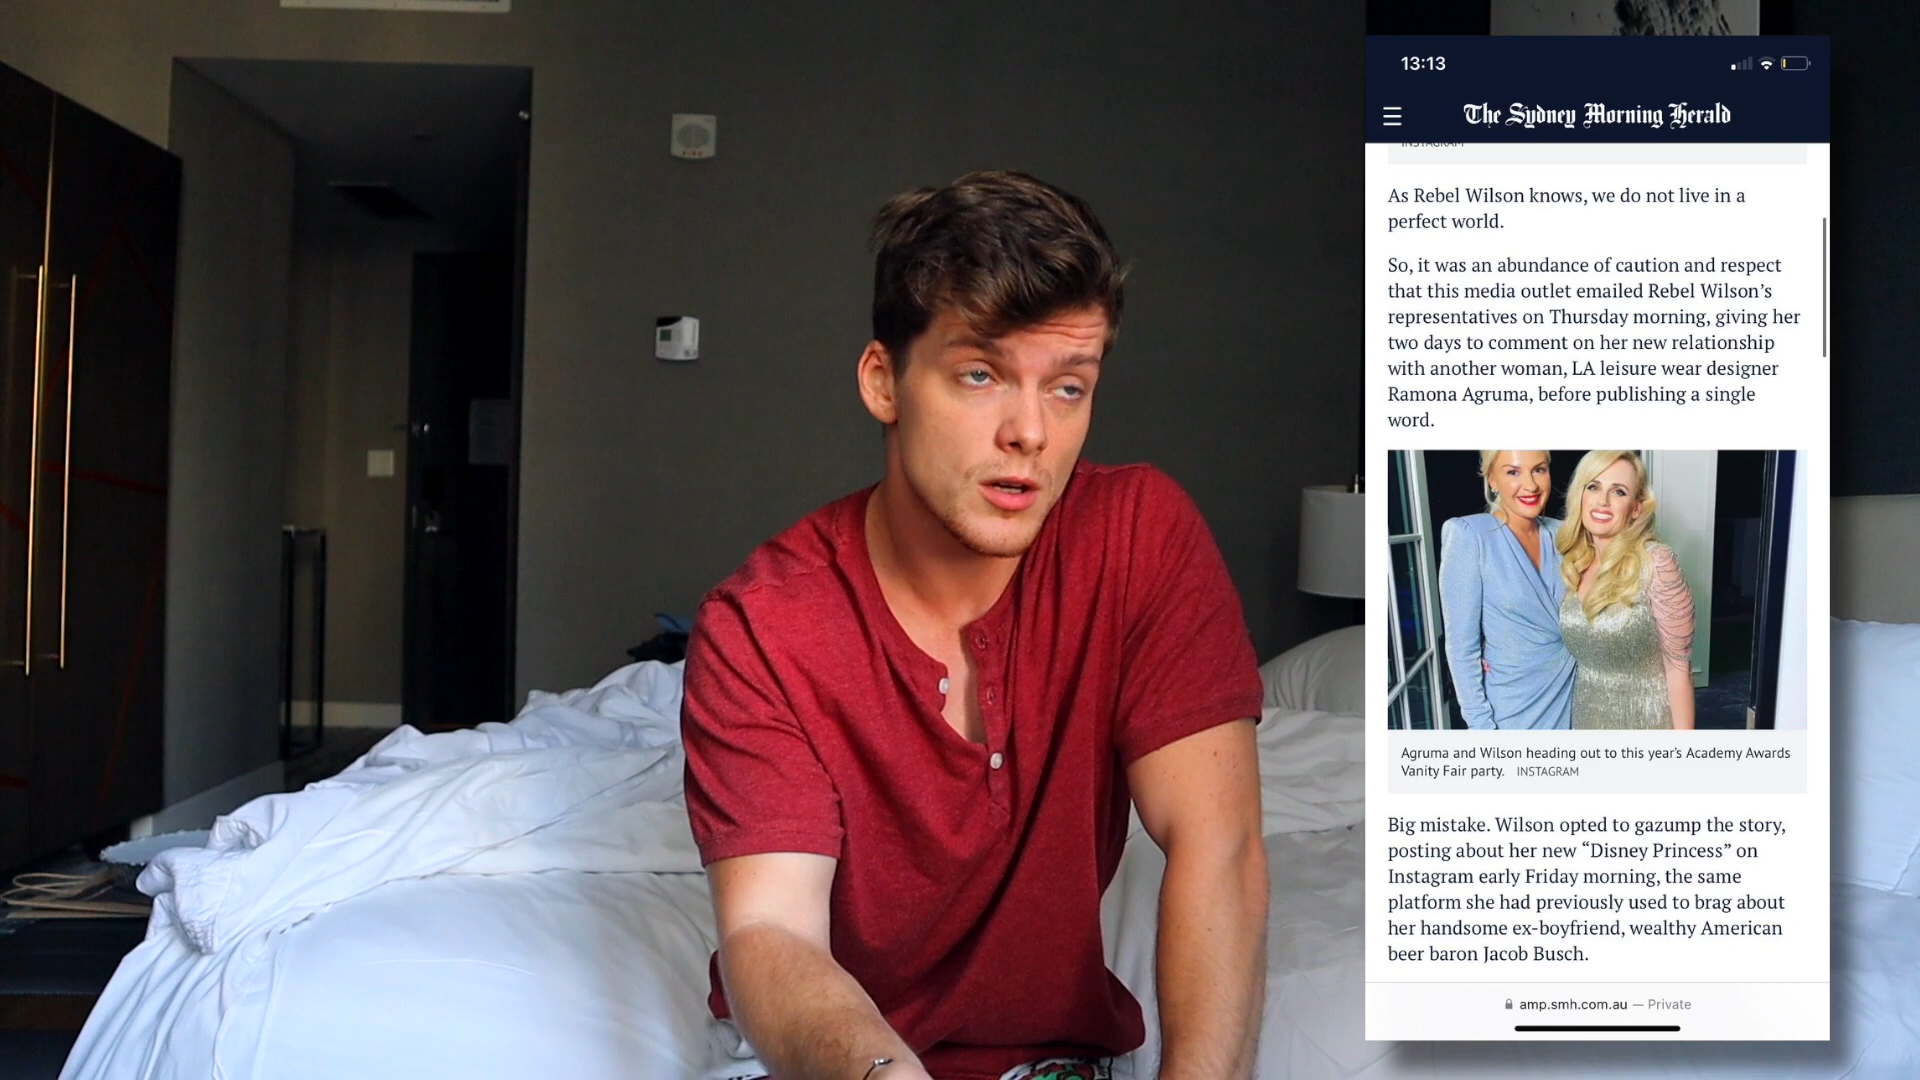 13:13
The Sydney Morning Herald
INSTAGRAM
As Rebel Wilson knows, we do not live in a
perfect world.
So, it was an abundance of caution and respect
that this media outlet emailed Rebel Wilson’s
representatives on Thursday morning, giving her
two days to comment on her new relationship
with another woman, LA leisure wear designer
Ramona Agruma, before publishing a single
word.
Agruma and Wilson heading out to this year’s Academy Awards
Vanity Fair party. INSTAGRAM
Big mistake. Wilson opted to gazump the story,
posting about her new “Disney Princess” on
Instagram early Friday morning, the same
platform she had previously used to brag about
her handsome ex-boyfriend, wealthy American
beer baron Jacob Busch.
amp.smh.com.au — Private